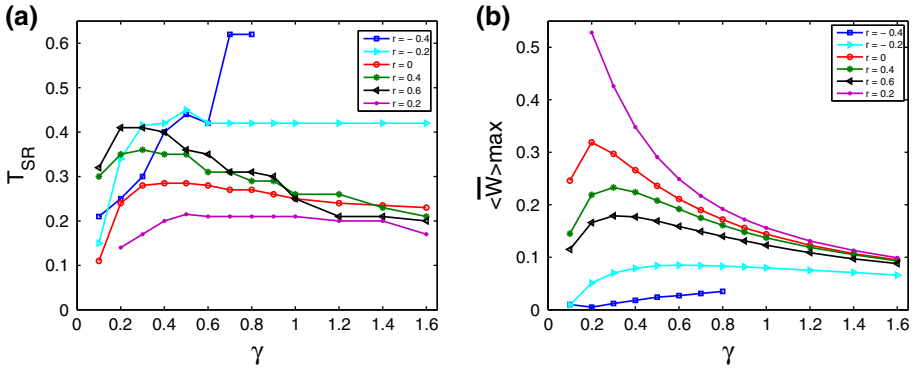 (a)
T_SR
0.6
0.5
0.4
0.3
0.2
0.1
0
0 0.2 0.4 0.6 0.8 1 1.2 1.4 1.6
γ
r = − 0.4
r = − 0.2
r = 0
r = 0.4
r = 0.6
r = 0.2
(b)
<W̅>max
0.5
0.4
0.3
0.2
0.1
0
0 0.2 0.4 0.6 0.8 1 1.2 1.4 1.6
γ
r = − 0.4
r = − 0.2
r = 0
r = 0.4
r = 0.6
r = 0.2